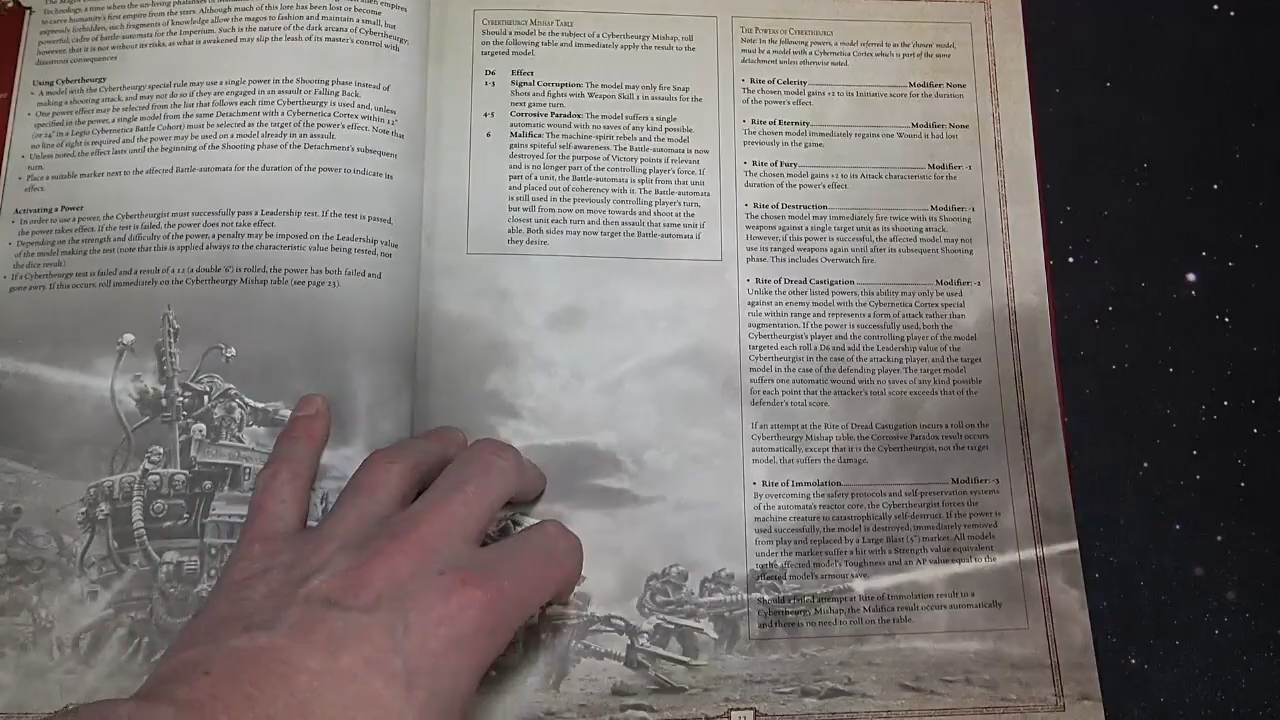 Technology, a time when the un-living phalanxes of
to carve humanity's first empire from the stars. Although much of this lore has been lost or become
expressly forbidden, such fragments of knowledge allow the magos to fashion and maintain a small, but
powerful, cadre of battle-automata for the Imperium. Such is the nature of the dark arcana of Cybertheurgy,
however, that it is not without its risks, as what is awakened may slip the leash of its master's control with
disastrous consequences
Using Cybertheurgy
• A model with the Cybertheurgy special rule may use a single power in the Shooting phase instead of
making a shooting attack, and may not do so if they are engaged in an assault or Falling Back.
• One power may be selected from the list that follows each time Cybertheurgy is used and, unless
specified in the power, a single model from the same Detachment with a Cybernetica Cortex within 12"
(or 24" in a Legio Cybernetica Battle Cohort) must be selected as the target of the power's effect. Note that
no line of sight is required and the power may be used on a model already in an assault.
• Unless noted, the effect lasts until the beginning of the Shooting phase of the Detachment's subsequent
turn.
• Place a suitable marker next to the affected Battle-automata for the duration of the power to indicate its
effect.
Activating a Power
• In order to use a power, the Cybertheurgist must successfully pass a Leadership test. If the test is passed,
the power takes effect. If the test is failed, the power does not take effect.
• Depending on the strength and difficulty of the power, a penalty may be imposed on the Leadership value
of the model making the test (note that this is applied always to the characteristic value being tested, not
the dice result)
• If a Cybertheurgy test is failed and a result of a 12 (a double '6') is rolled, the power has both failed and
gone awry. If this occurs, roll immediately on the Cybertheurgy Mishap table (see page 23).
Cybertheurgy Mishap Table
Should a model be the subject of a Cybertheurgy Mishap, roll
on the following table and immediately apply the result to the
targeted model.
D6 Effect
1-3 Signal Corruption: The model may only fire Snap
Shots and fights with Weapon Skill 1 in assaults for the
next game turn.
4-5 Corrosive Paradox: The model suffers a single
automatic wound with no saves of any kind possible.
6 Malifica: The machine-spirit rebels and the model
gains spiteful self-awareness. The Battle-automata is now
destroyed for the purpose of Victory points if relevant
and is no longer part of the controlling player's force. If
part of a unit, the Battle-automata is split from that unit
and placed out of coherency with it. The Battle-automata
is still used in the previously controlling player's turn,
but will from now on move towards and shoot at the
closest unit each turn and then assault that same unit if
able. Both sides may now target the Battle-automata if
they desire.
The Powers of Cybertheurgy
Note: In the following powers, a model referred to as the 'chosen' model,
must be a model with a Cybernetica Cortex which is part of the same
detachment unless otherwise noted.
• Rite of Celerity.......... Modifier: None
The chosen model gains +2 to its Initiative score for the duration
of the power's effect.
• Rite of Eternity.......... Modifier: None
The chosen model immediately regains one Wound it had lost
previously in the game.
• Rite of Fury.......... Modifier: -1
The chosen model gains +2 to its Attack characteristic for the
duration of the power's effect.
• Rite of Destruction.......... Modifier: -1
The chosen model may immediately fire twice with its Shooting
weapons against a single target unit as its shooting attack.
However, if this power is successful, the affected model may not
use its ranged weapons again until after its subsequent Shooting
phase. This includes Overwatch fire.
• Rite of Dread Castigation.......... Modifier: -2
Unlike the other listed powers, this ability may only be used
against an enemy model with the Cybernetica Cortex special
rule within range and represents a form of attack rather than
augmentation. If the power is successfully used, both the
Cybertheurgist's player and the controlling player of the model
targeted each roll a D6 and add the Leadership value of the
Cybertheurgist in the case of the attacking player, and the target
model in the case of the defending player. The target model
suffers one automatic wound with no saves of any kind possible
for each point that the attacker's total score exceeds that of the
defender's total score.
If an attempt at the Rite of Dread Castigation incurs a roll on the
Cybertheurgy Mishap table, the Corrosive Paradox result occurs
automatically, except that it is the Cybertheurgist, not the target
model, that suffers the damage.
• Rite of Immolation.......... Modifier: -3
By overcoming the safety protocols and self-preservation systems
of the automata's reactor core, the Cybertheurgist forces the
machine creature to catastrophically self-destruct. If the power is
used successfully, the model is destroyed, immediately removed
from play and replaced by a Large Blast (5") marker. All models
under the marker suffer a hit with a Strength value equivalent
to the affected model's Toughness and an AP value equal to the
affected model's armour save.
Should a failed attempt at Rite of Immolation result in a
Cybertheurgy Mishap, the Malifica result occurs automatically
and there is no need to roll on the table.